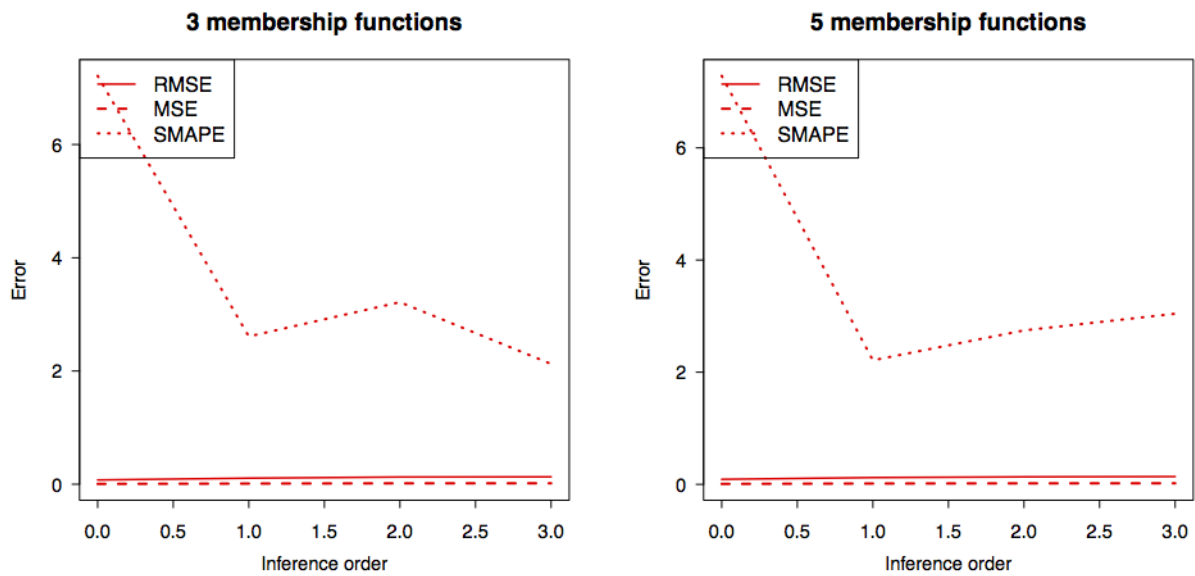 3 membership functions
RMSE
MSE
SMAPE
6
4
2
0
Error
0.0 0.5 1.0 1.5 2.0 2.5 3.0
Inference order
5 membership functions
RMSE
MSE
SMAPE
6
4
2
0
Error
0.0 0.5 1.0 1.5 2.0 2.5 3.0
Inference order